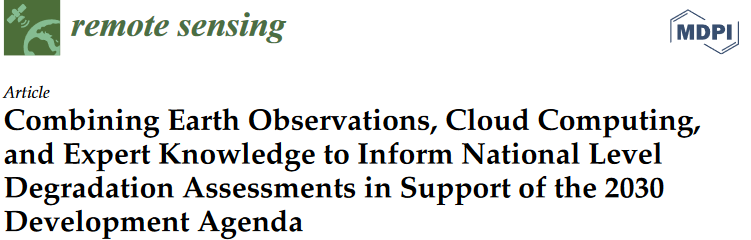 remote sensing
MDPI
Article
Combining Earth Observations, Cloud Computing,
and Expert Knowledge to Inform National Level
Degradation Assessments in Support of the 2030
Development Agenda